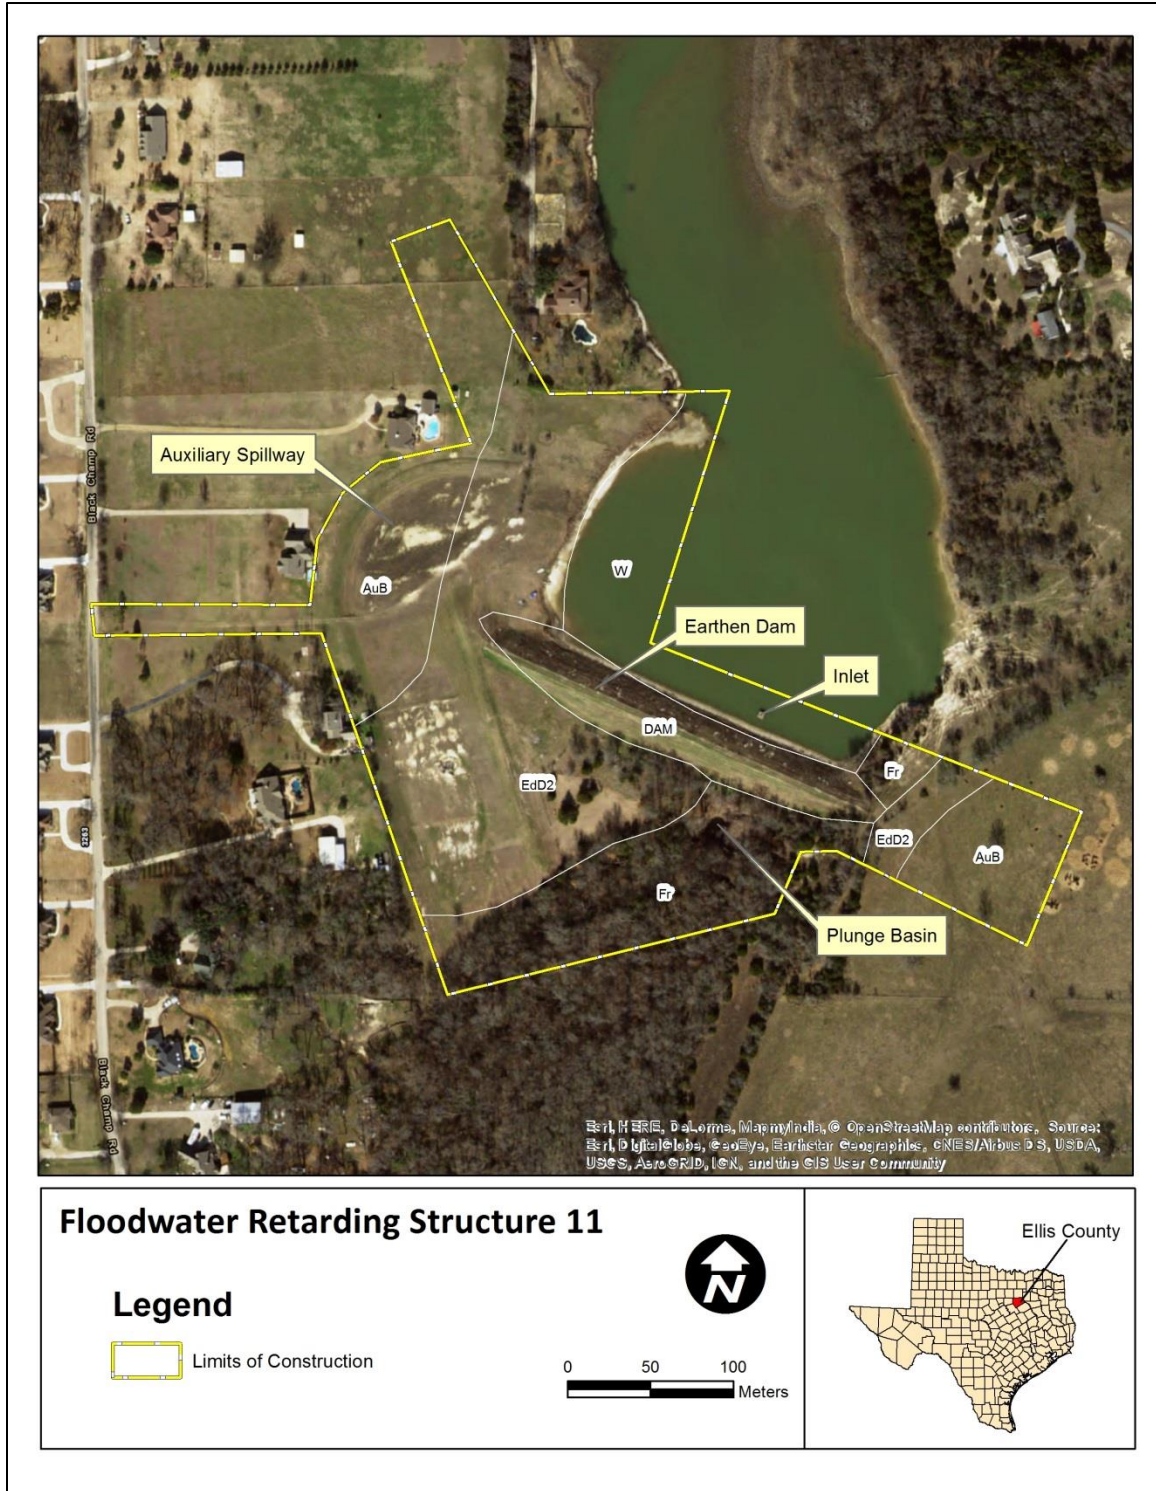 Black Champ Rd
Auxiliary Spillway
AuB
W
Earthen Dam
Inlet
DAM
Fr
EdD2
EdD2
AuB
Fr
Plunge Basin
3263
Black Champ Rd
Esri, HERE, DeLorme, MapmyIndia, © OpenStreetMap contributors, Source:
Esri, DigitalGlobe, GeoEye, Earthstar Geographics, CNES/Airbus DS, USDA,
USGS, AeroGRID, IGN, and the GIS User Community
Floodwater Retarding Structure 11
N
Legend
Limits of Construction
0 50 100
Meters
Ellis County